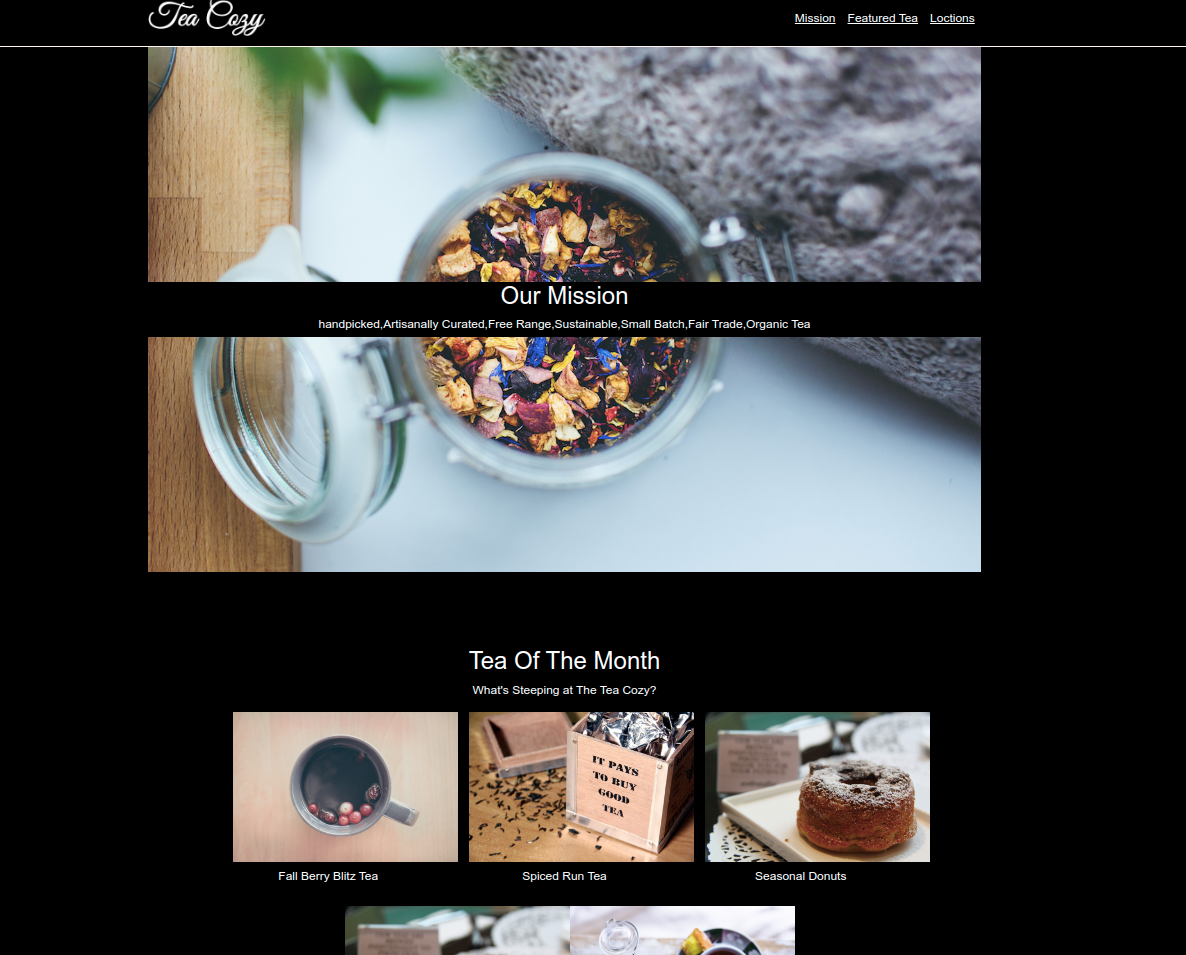 Tea Cozy
Mission Featured Tea Loctions
Our Mission
handpicked,Artisanally Curated,Free Range,Sustainable,Small Batch,Fair Trade,Organic Tea
Tea Of The Month
What's Steeping at The Tea Cozy?
IT PAYS
TO BUY
GOOD
TEA
Fall Berry Blitz Tea
Spiced Run Tea
Seasonal Donuts